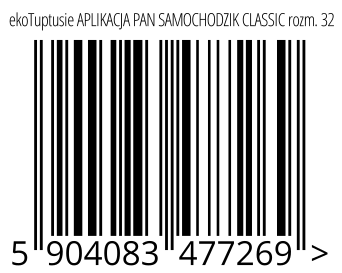 ekoTuptusie APLIKACJA PAN SAMOCHODZIK CLASSIC rozm. 32
5 904083 477269 >